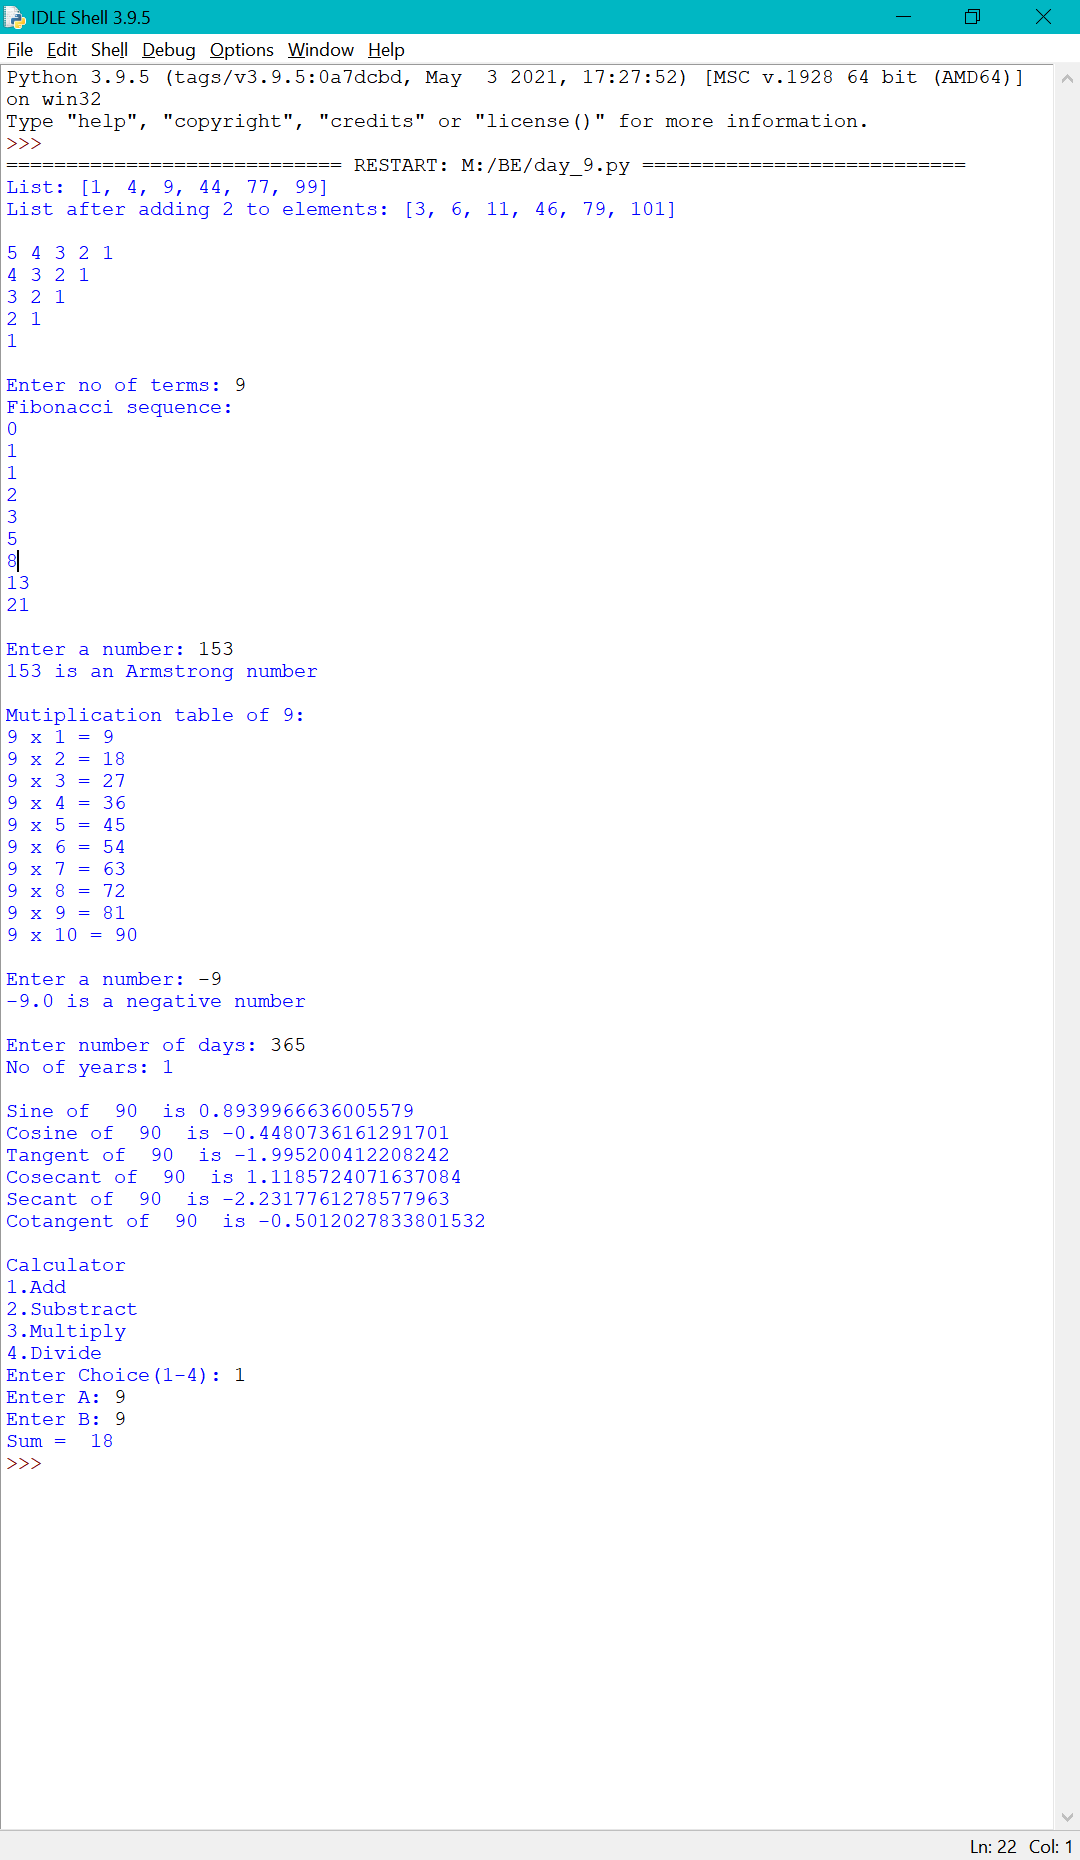 IDLE Shell 3.9.5
File Edit Shell Debug Options Window Help
Python 3.9.5 (tags/v3.9.5:0a7dcbd, May  3 2021, 17:27:52) [MSC v.1928 64 bit (AMD64)]
on win32
Type "help", "copyright", "credits" or "license()" for more information.
>>>
============================ RESTART: M:/BE/day_9.py ===========================
List: [1, 4, 9, 44, 77, 99]
List after adding 2 to elements: [3, 6, 11, 46, 79, 101]
5 4 3 2 1
4 3 2 1
3 2 1
2 1
1
Enter no of terms: 9
Fibonacci sequence:
0
1
1
2
3
5
8
13
21
Enter a number: 153
153 is an Armstrong number
Mutiplication table of 9:
9 x 1 = 9
9 x 2 = 18
9 x 3 = 27
9 x 4 = 36
9 x 5 = 45
9 x 6 = 54
9 x 7 = 63
9 x 8 = 72
9 x 9 = 81
9 x 10 = 90
Enter a number: -9
-9.0 is a negative number
Enter number of days: 365
No of years: 1
Sine of  90  is 0.8939966636005579
Cosine of  90  is -0.4480736161291701
Tangent of  90  is -1.995200412208242
Cosecant of  90  is 1.1185724071637084
Secant of  90  is -2.2317761278577963
Cotangent of  90  is -0.5012027833801532
Calculator
1.Add
2.Substract
3.Multiply
4.Divide
Enter Choice(1-4): 1
Enter A: 9
Enter B: 9
Sum =  18
>>>
Ln: 22 Col: 1